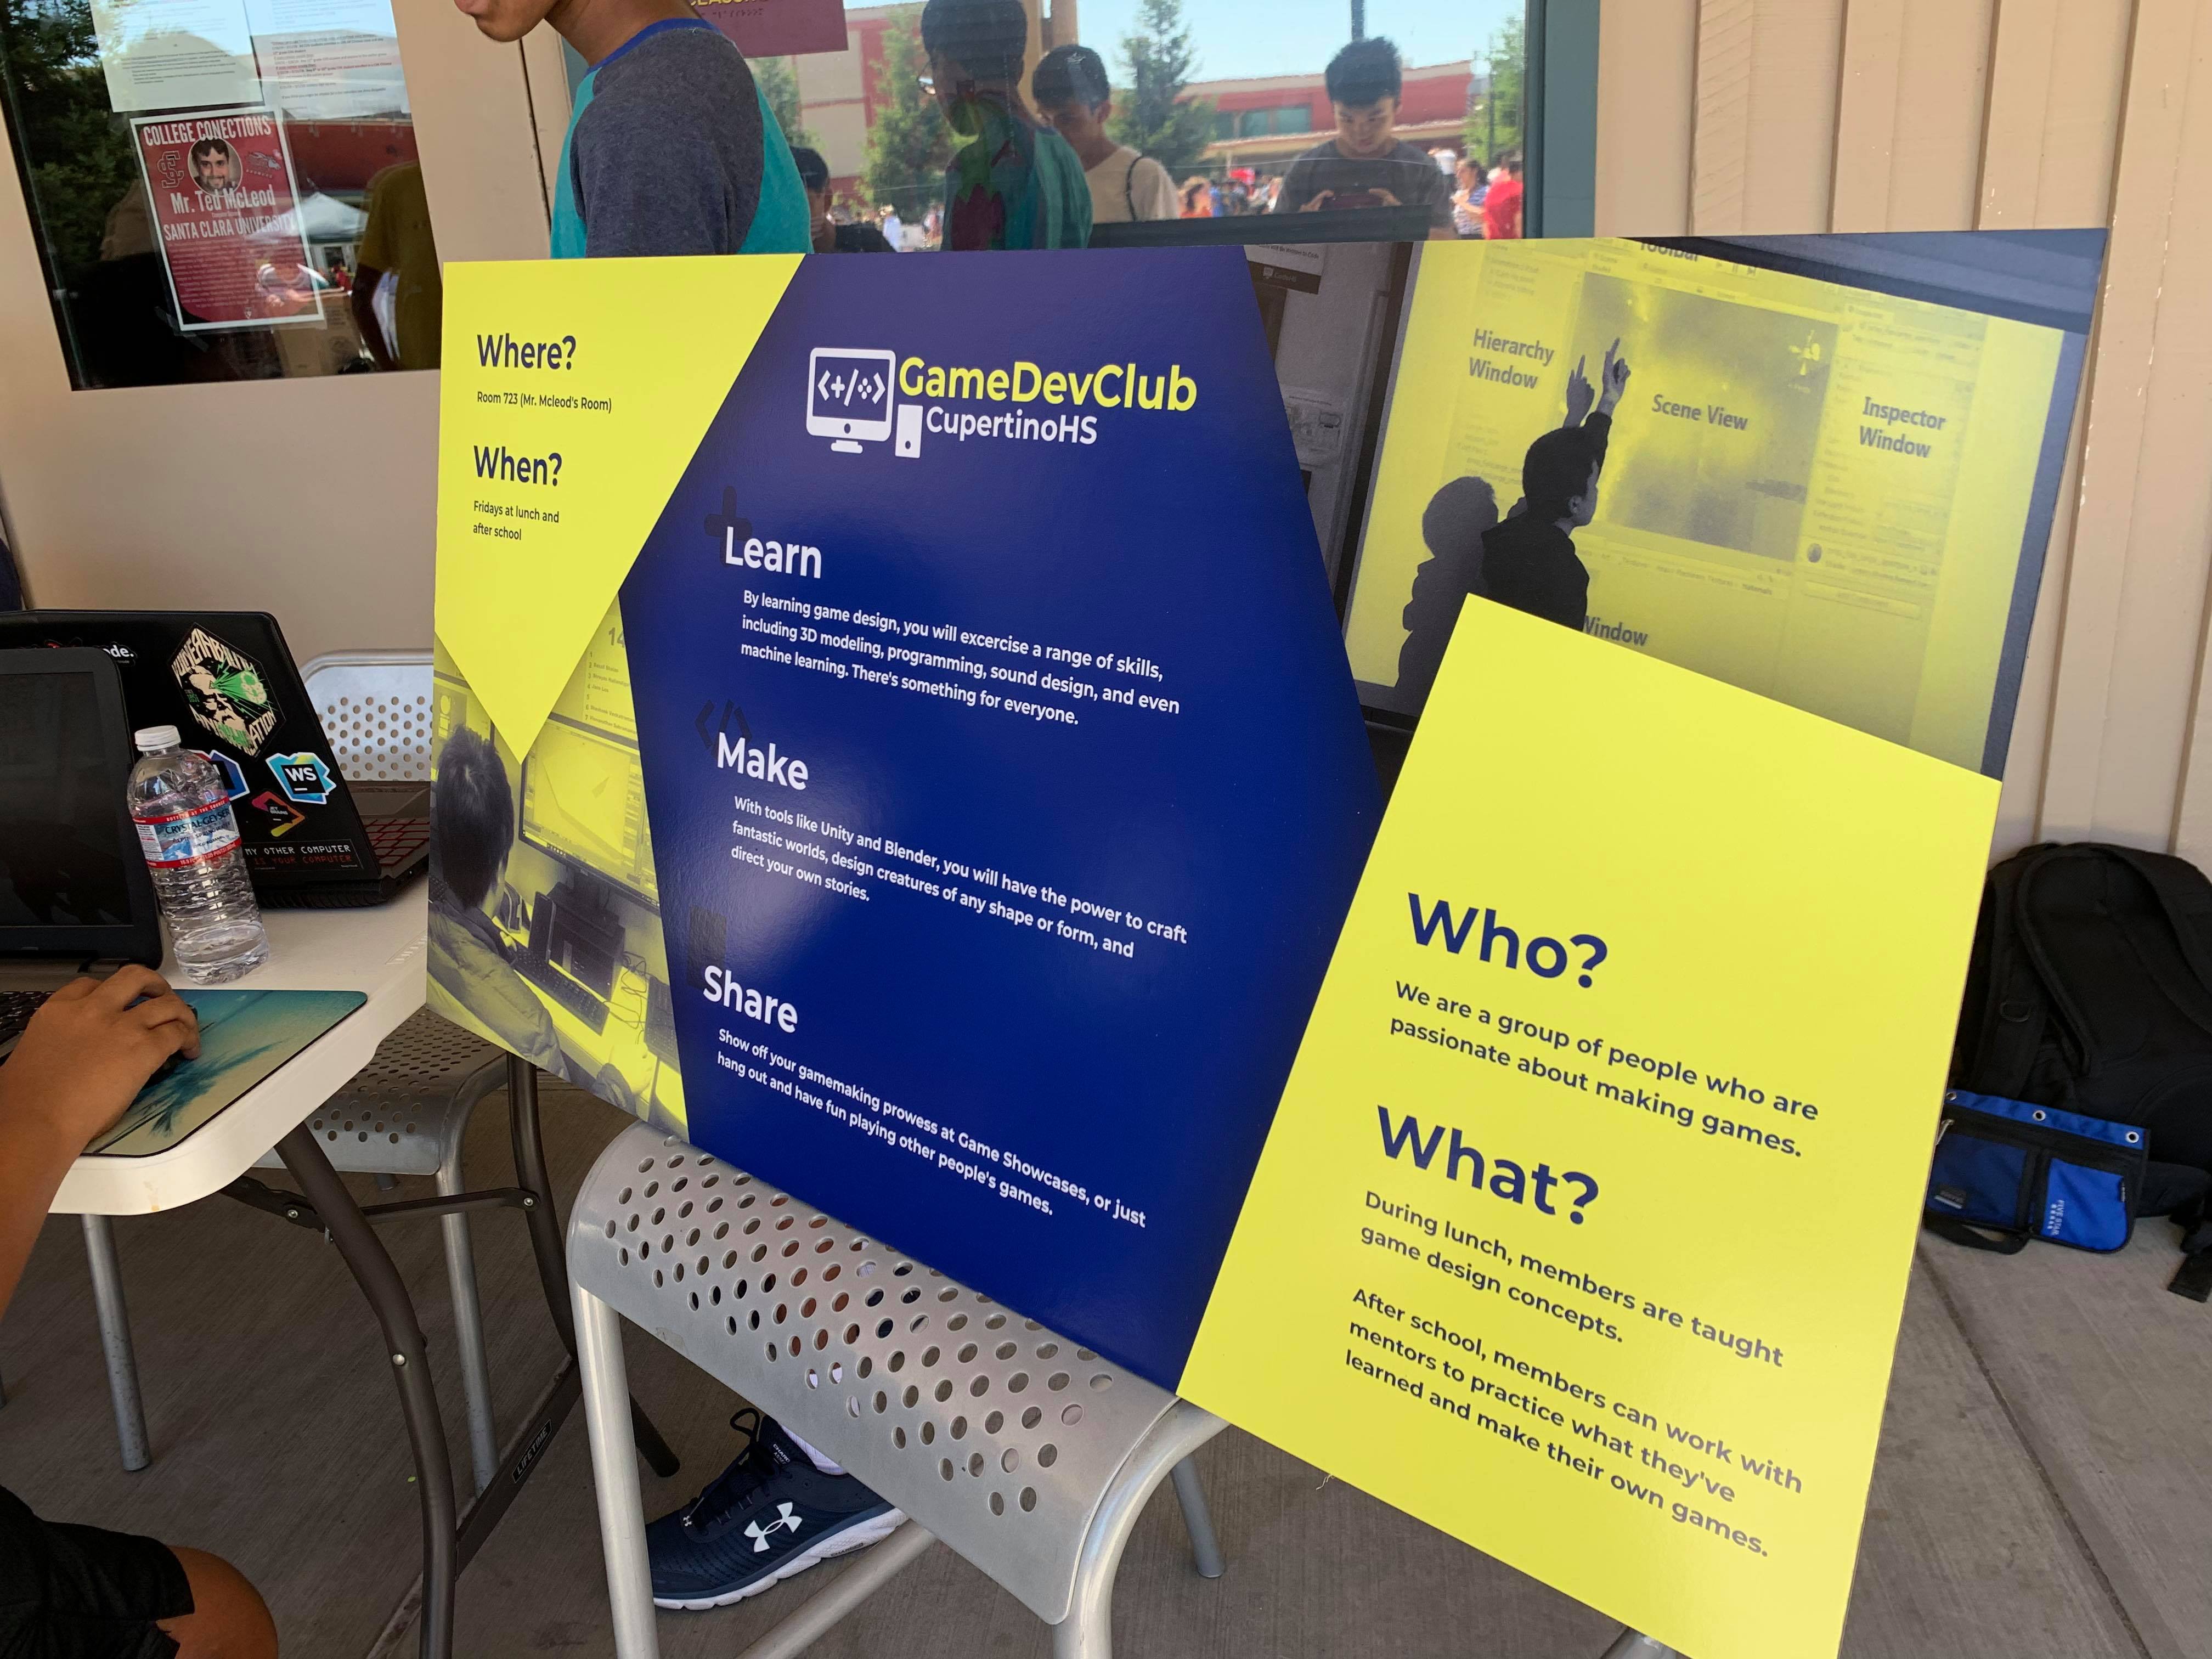 COLLEGE CONECTIONS
Mr. Ted McLeod
SANTA CLARA UNIVERSITY
Where?
Room 723 (Mr. Mcleod's Room)
When?
Fridays at lunch and
after school
GameDevClub
CupertinoHS
Learn
By learning game design, you will excercise a range of skills,
including 3D modeling, programming, sound design, and even
machine learning. There's something for everyone.
Make
With tools like Unity and Blender, you will have the power to craft
fantastic worlds, design creatures of any shape or form, and
direct your own stories.
Share
Show off your gamemaking prowess at Game Showcases, or just
hang out and have fun playing other people's games.
Toolbar
Hierarchy
Window
Scene View
Inspector
Window
Window
Who?
We are a group of people who are
passionate about making games.
What?
During lunch, members are taught
game design concepts.
After school, members can work with
mentors to practice what they've
learned and make their own games.
WS
CRYSTAL GEYSER
MY OTHER COMPUTER
IS YOUR COMPUTER
LIFETIME
FIVE STAR